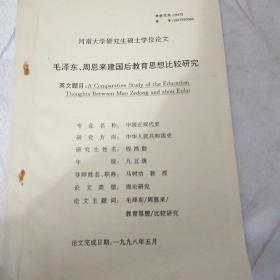 河南大学研究生硕士学位论文
毛泽东、周恩来建国后教育思想比较研究
英文题目:A Comparative Study of the Education
Thoughts Between Mao Zedong and zhou Enlai
专业名称: 中国近现代史
研究方向: 中华人民共和国史
研究生姓名:
年级: 九五级
导师姓名、职称: 马树功 教授
论文类型: 理论研究
论文主题词: 毛泽东/周恩来/
教育思想/比较研究
论文完成日期:一九九八年五月